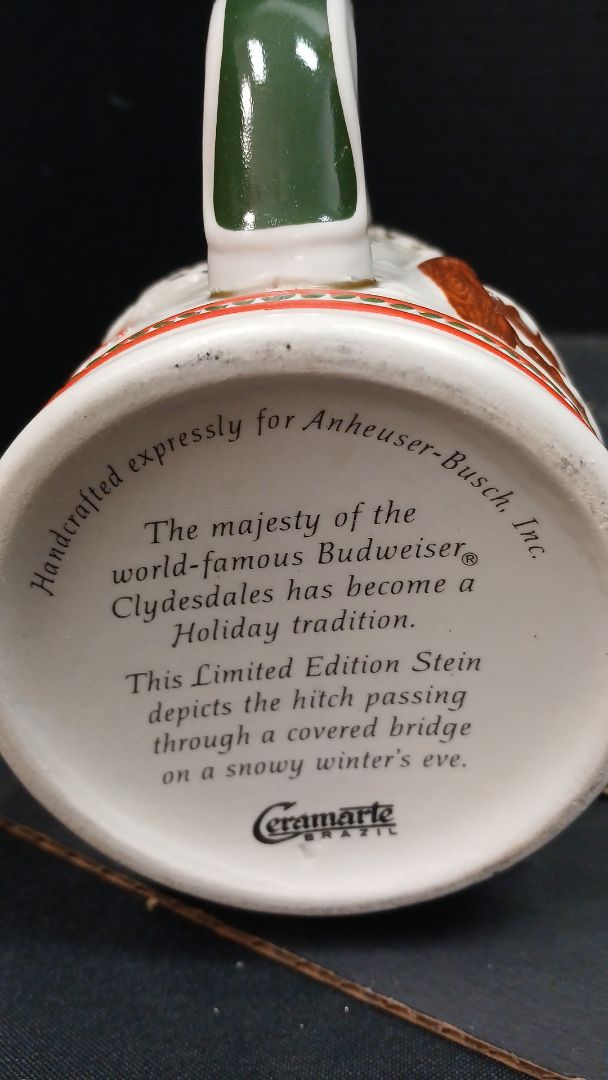 Handcrafted expressly for Anheuser-Busch, Inc.
The majesty of the
world-famous Budweiser®
Clydesdales has become a
Holiday tradition.
This Limited Edition Stein
depicts the hitch passing
through a covered bridge
on a snowy winter's eve.
Ceramarte
BRAZIL